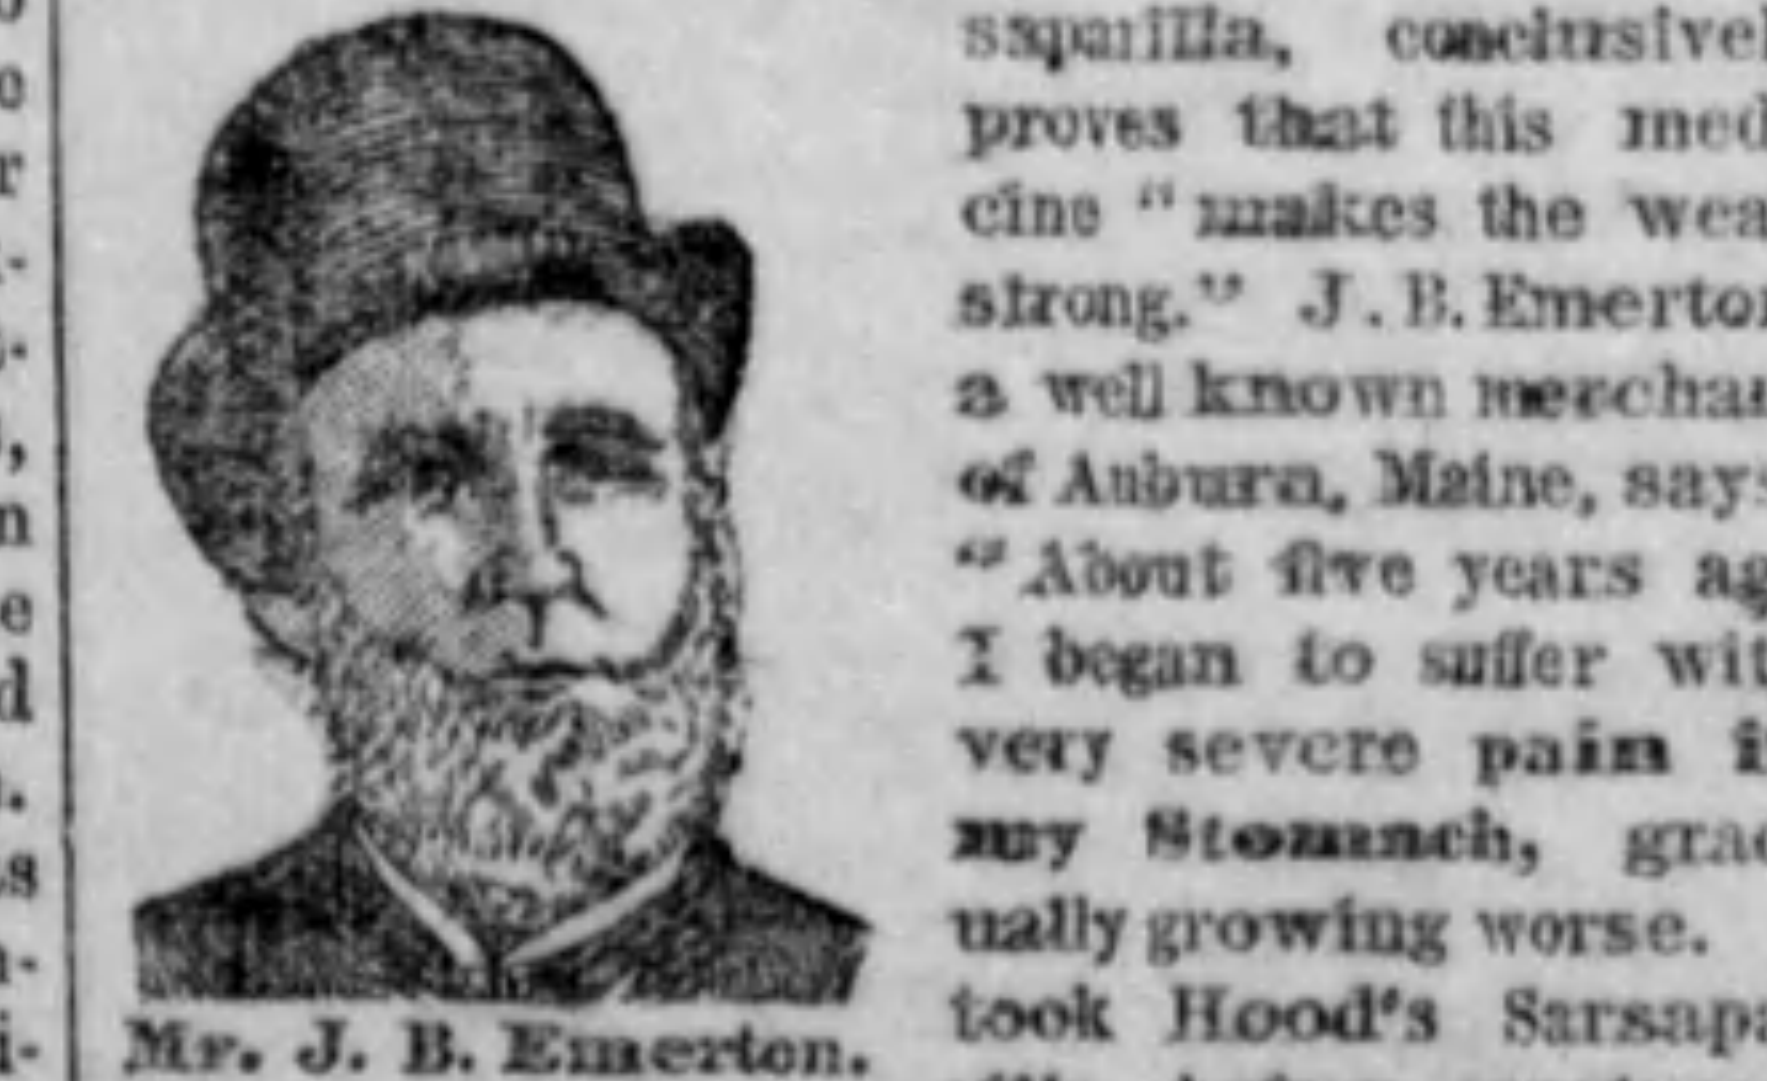 Mr. J. B. Emerton.
ssparilla, conclusivel
proves that this med
cine “makes the wea
strong.” J. B. Emerton
a well known merchan
of Auburn, Maine, says
“About five years ag
I began to suffer wit
very severe pain i
my Stomach, grad
ually growing worse.
took Hood's Sarsapa